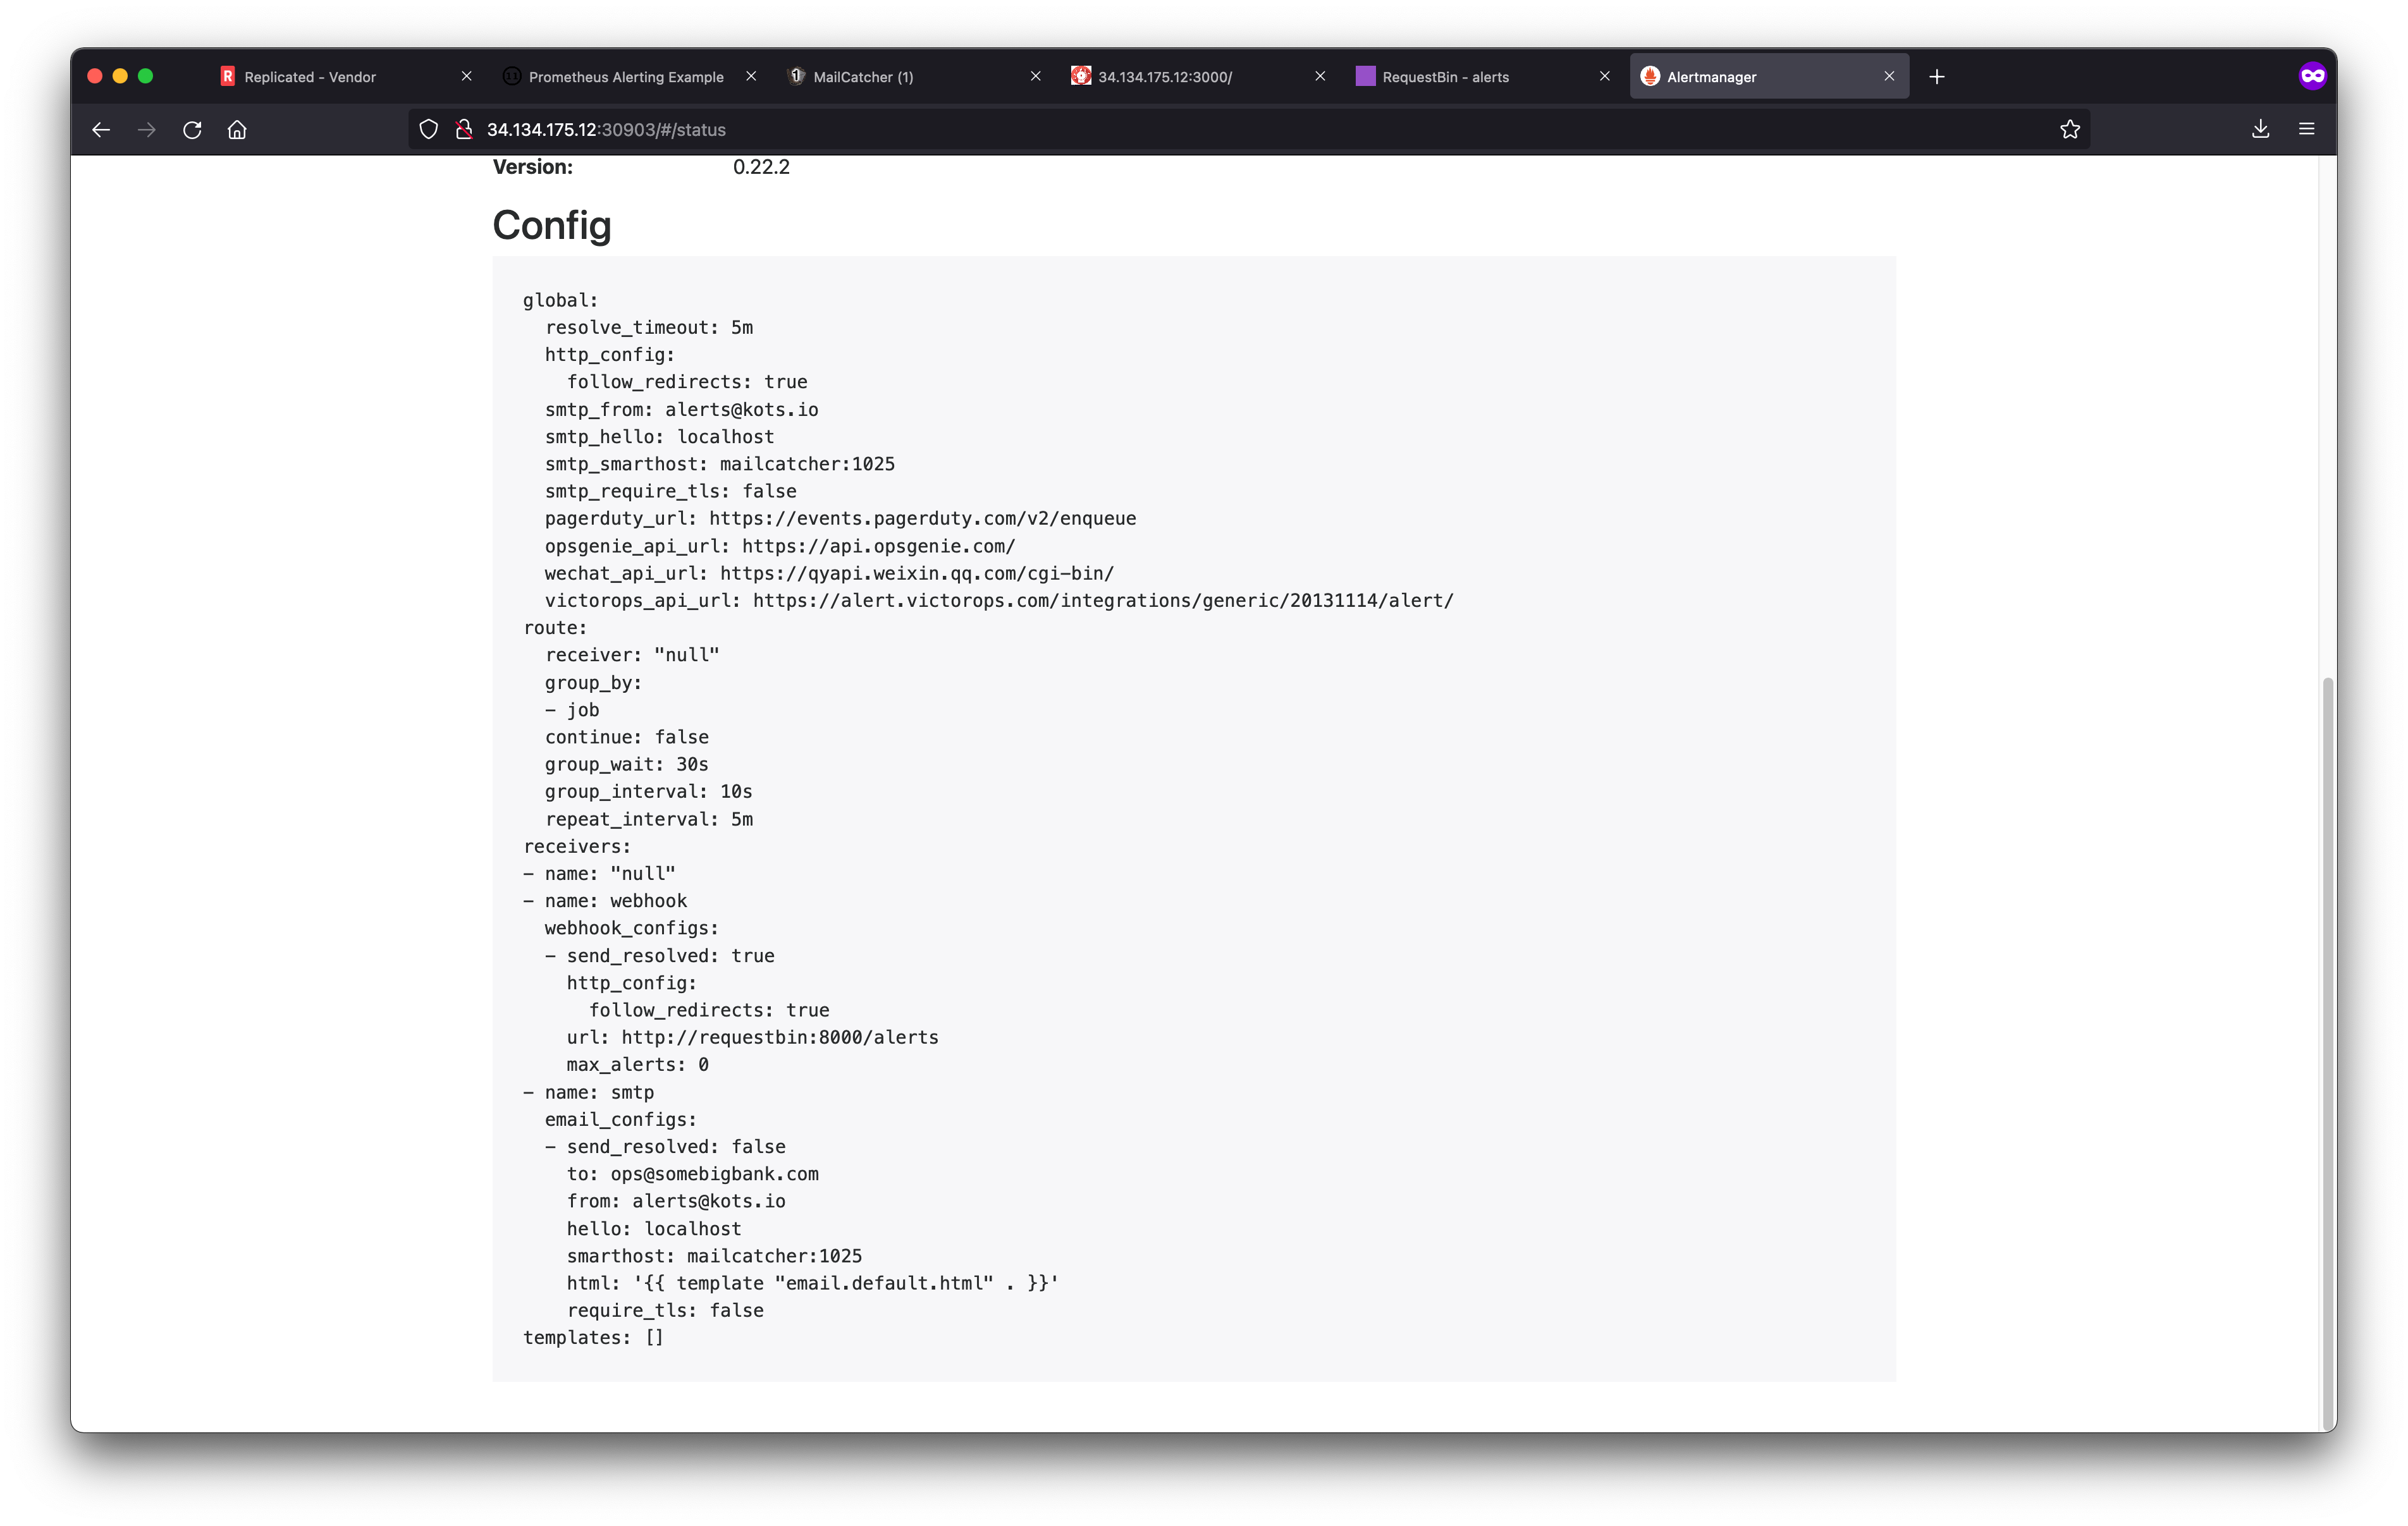 Replicated - Vendor
Prometheus Alerting Example
MailCatcher (1)
34.134.175.12:3000/
RequestBin - alerts
Alertmanager
34.134.175.12:30903/#/status
Version: 0.22.2
Config
global:
  resolve_timeout: 5m
  http_config:
    follow_redirects: true
  smtp_from: alerts@kots.io
  smtp_hello: localhost
  smtp_smarthost: mailcatcher:1025
  smtp_require_tls: false
  pagerduty_url: https://events.pagerduty.com/v2/enqueue
  opsgenie_api_url: https://api.opsgenie.com/
  wechat_api_url: https://qyapi.weixin.qq.com/cgi-bin/
  victorops_api_url: https://alert.victorops.com/integrations/generic/20131114/alert/
route:
  receiver: "null"
  group_by:
  - job
  continue: false
  group_wait: 30s
  group_interval: 10s
  repeat_interval: 5m
receivers:
- name: "null"
- name: webhook
  webhook_configs:
  - send_resolved: true
    http_config:
      follow_redirects: true
    url: http://requestbin:8000/alerts
    max_alerts: 0
- name: smtp
  email_configs:
  - send_resolved: false
    to: ops@somebigbank.com
    from: alerts@kots.io
    hello: localhost
    smarthost: mailcatcher:1025
    html: '{{ template "email.default.html" . }}'
    require_tls: false
templates: []